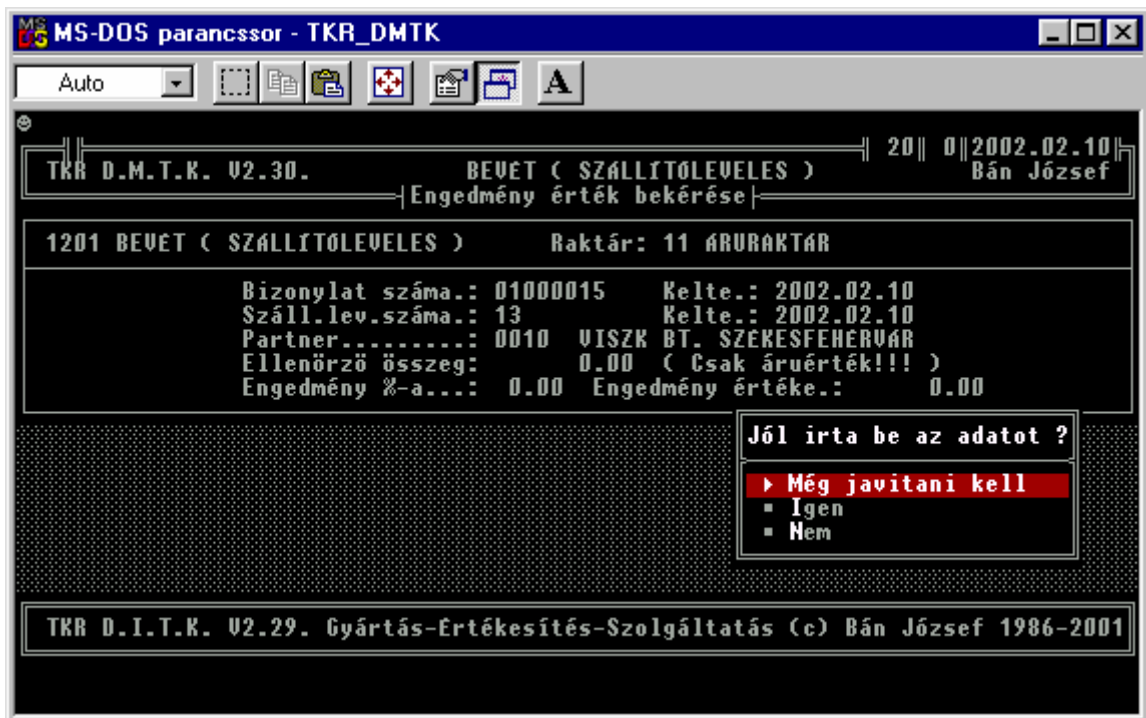 MS-DOS parancssor - TKR_DMTK
Auto
A
20 0 2002.02.10
TKR D.M.T.K. V2.30. BEVÉT ( SZÁLLÍTÓLEVELES ) Bán József
Engedmény érték bekérése
1201 BEVÉT ( SZÁLLÍTÓLEVELES ) Raktár: 11 ÁRURAKTÁR
Bizonylat száma.: 01000015 Kelte.: 2002.02.10
Száll.lev.száma.: 13 Kelte.: 2002.02.10
Partner.........: 0010 VISZK BT. SZÉKESFEHÉRVÁR
Ellenörzö összeg: 0.00 ( Csak áruérték!!! )
Engedmény %-a...: 0.00 Engedmény értéke.: 0.00
Jól irta be az adatot ?
Még javitani kell
Igen
Nem
TKR D.I.T.K. V2.29. Gyártás-Értékesítés-Szolgáltatás (c) Bán József 1986-2001